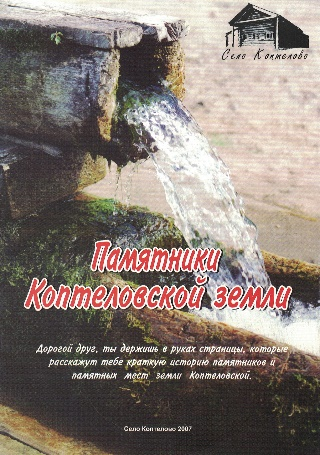 Село Коптелово
Памятники
Коптеловской земли
Дорогой друг, ты держишь в руках страницы, которые
расскажут тебе краткую историю памятников и
памятных мест земли Коптеловской.
Село Коптелово 2007